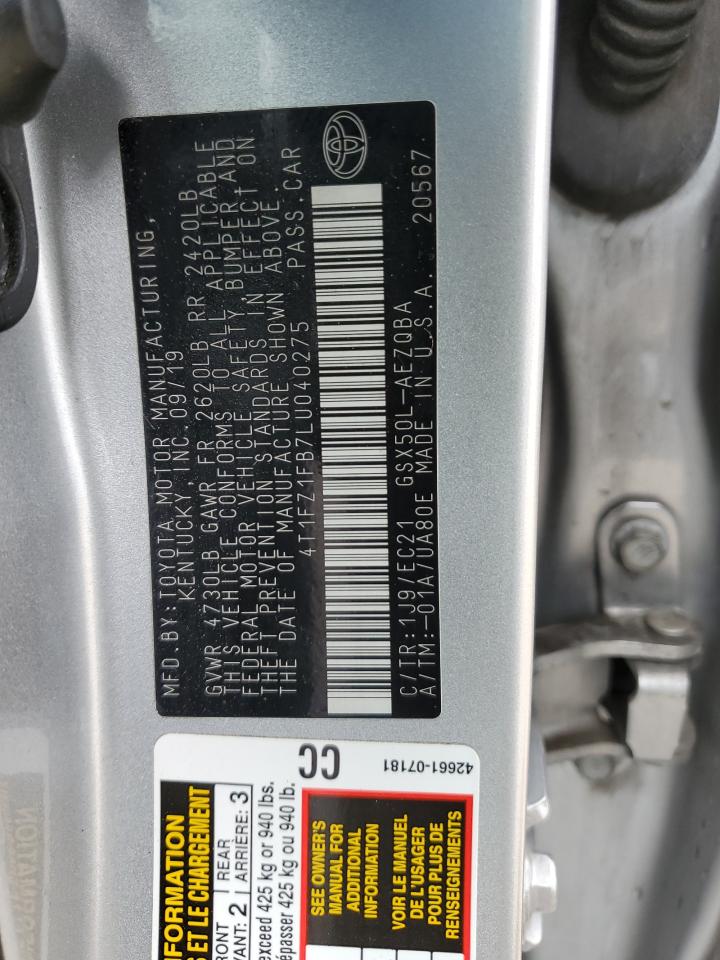 MFD.BY:TOYOTA MOTOR MANUFACTURING,
KENTUCKY, INC. 09/19
GVWR 4730LB GAWR FR 2620LB RR 2420LB
THIS VEHICLE CONFORMS TO ALL APPLICABLE
FEDERAL MOTOR VEHICLE SAFETY, BUMPER, AND
THEFT PREVENTION STANDARDS IN EFFECT ON
THE DATE OF MANUFACTURE SHOWN ABOVE.
4T1FZ1FB7LU040275 PASS.CAR
C/TR:1J9/EC21 GSX50L-AEZQBA
A/TM:-01A/UA80E MADE IN U.S.A. 20567
INFORMATION
S ET LE CHARGEMENT
2 REAR 3
VANT: ARRIÈRE:
exceed 425 kg or 940 lbs.
épasser 425 kg ou 940 lb.
CC
SEE OWNER'S
MANUAL FOR
ADDITIONAL
INFORMATION
VOIR LE MANUEL
DE L'USAGER
POUR PLUS DE
RENSEIGNEMENTS
42661-07181